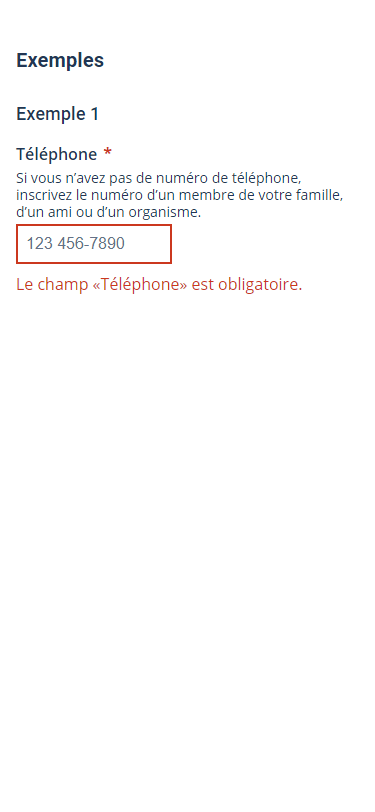 Exemples
Exemple 1
Téléphone *
Si vous n’avez pas de numéro de téléphone,
inscrivez le numéro d’un membre de votre famille,
d’un ami ou d’un organisme.
123 456-7890
Le champ «Téléphone» est obligatoire.